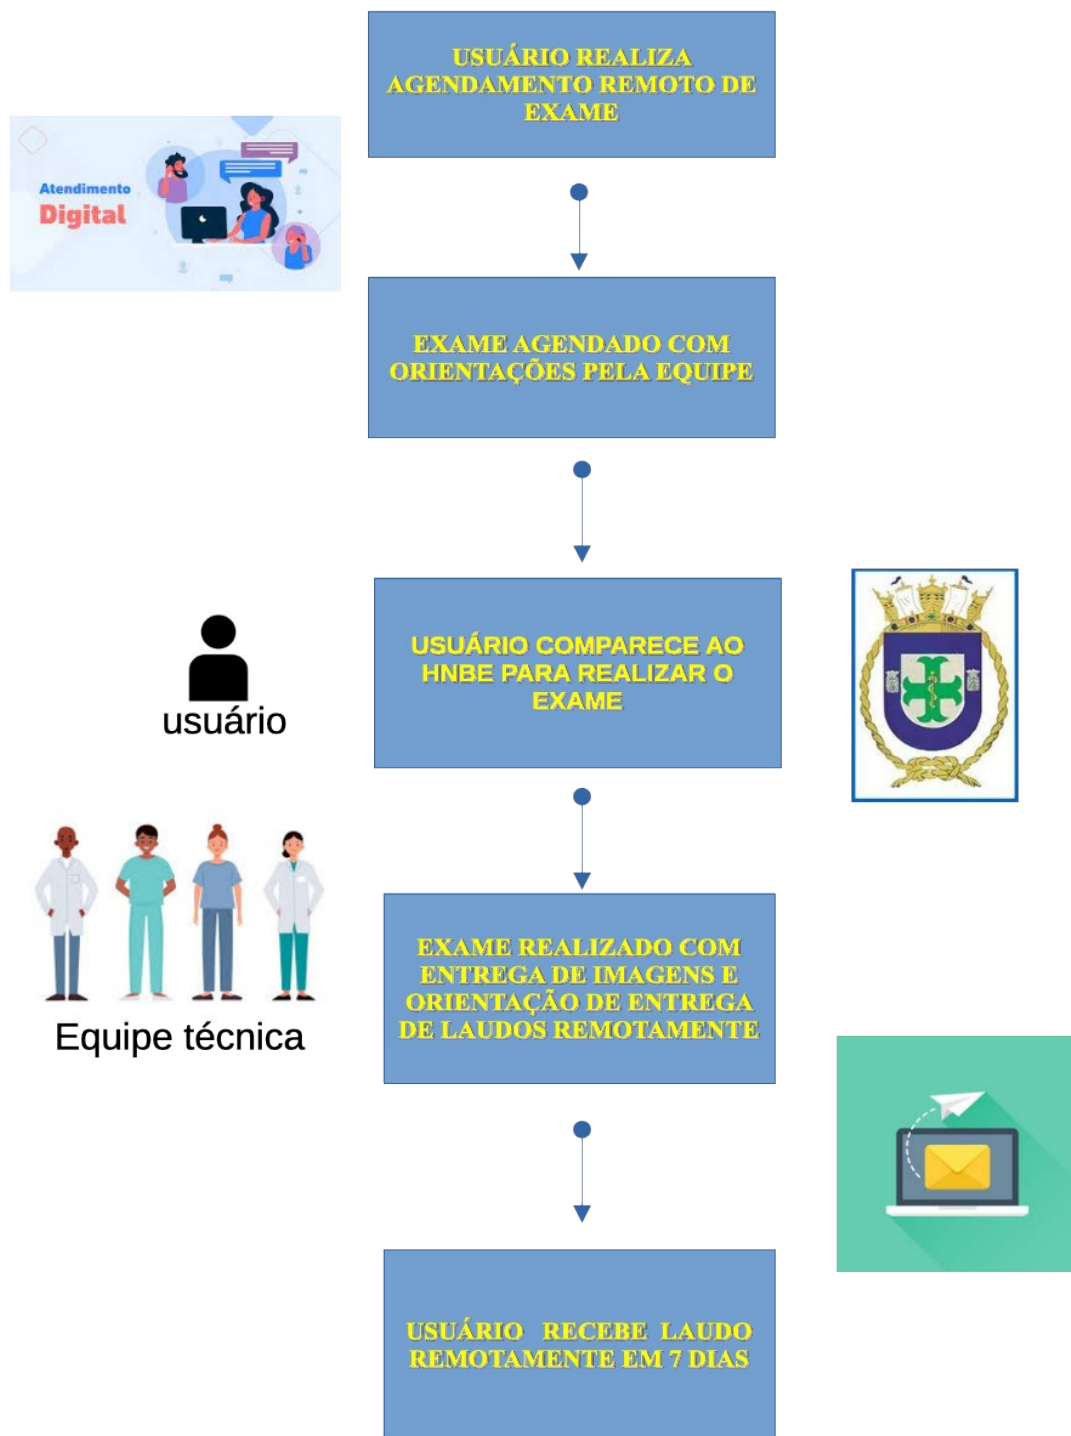 USUÁRIO REALIZA
AGENDAMENTO REMOTO DE
EXAME
Atendimento
Digital
EXAME AGENDADO COM
ORIENTAÇÕES PELA EQUIPE
USUÁRIO COMPARECE AO
HNBE PARA REALIZAR O
EXAME
usuário
EXAME REALIZADO COM
ENTREGA DE IMAGENS E
ORIENTAÇÃO DE ENTREGA
DE LAUDOS REMOTAMENTE
Equipe técnica
USUÁRIO RECEBE LAUDO
REMOTAMENTE EM 7 DIAS